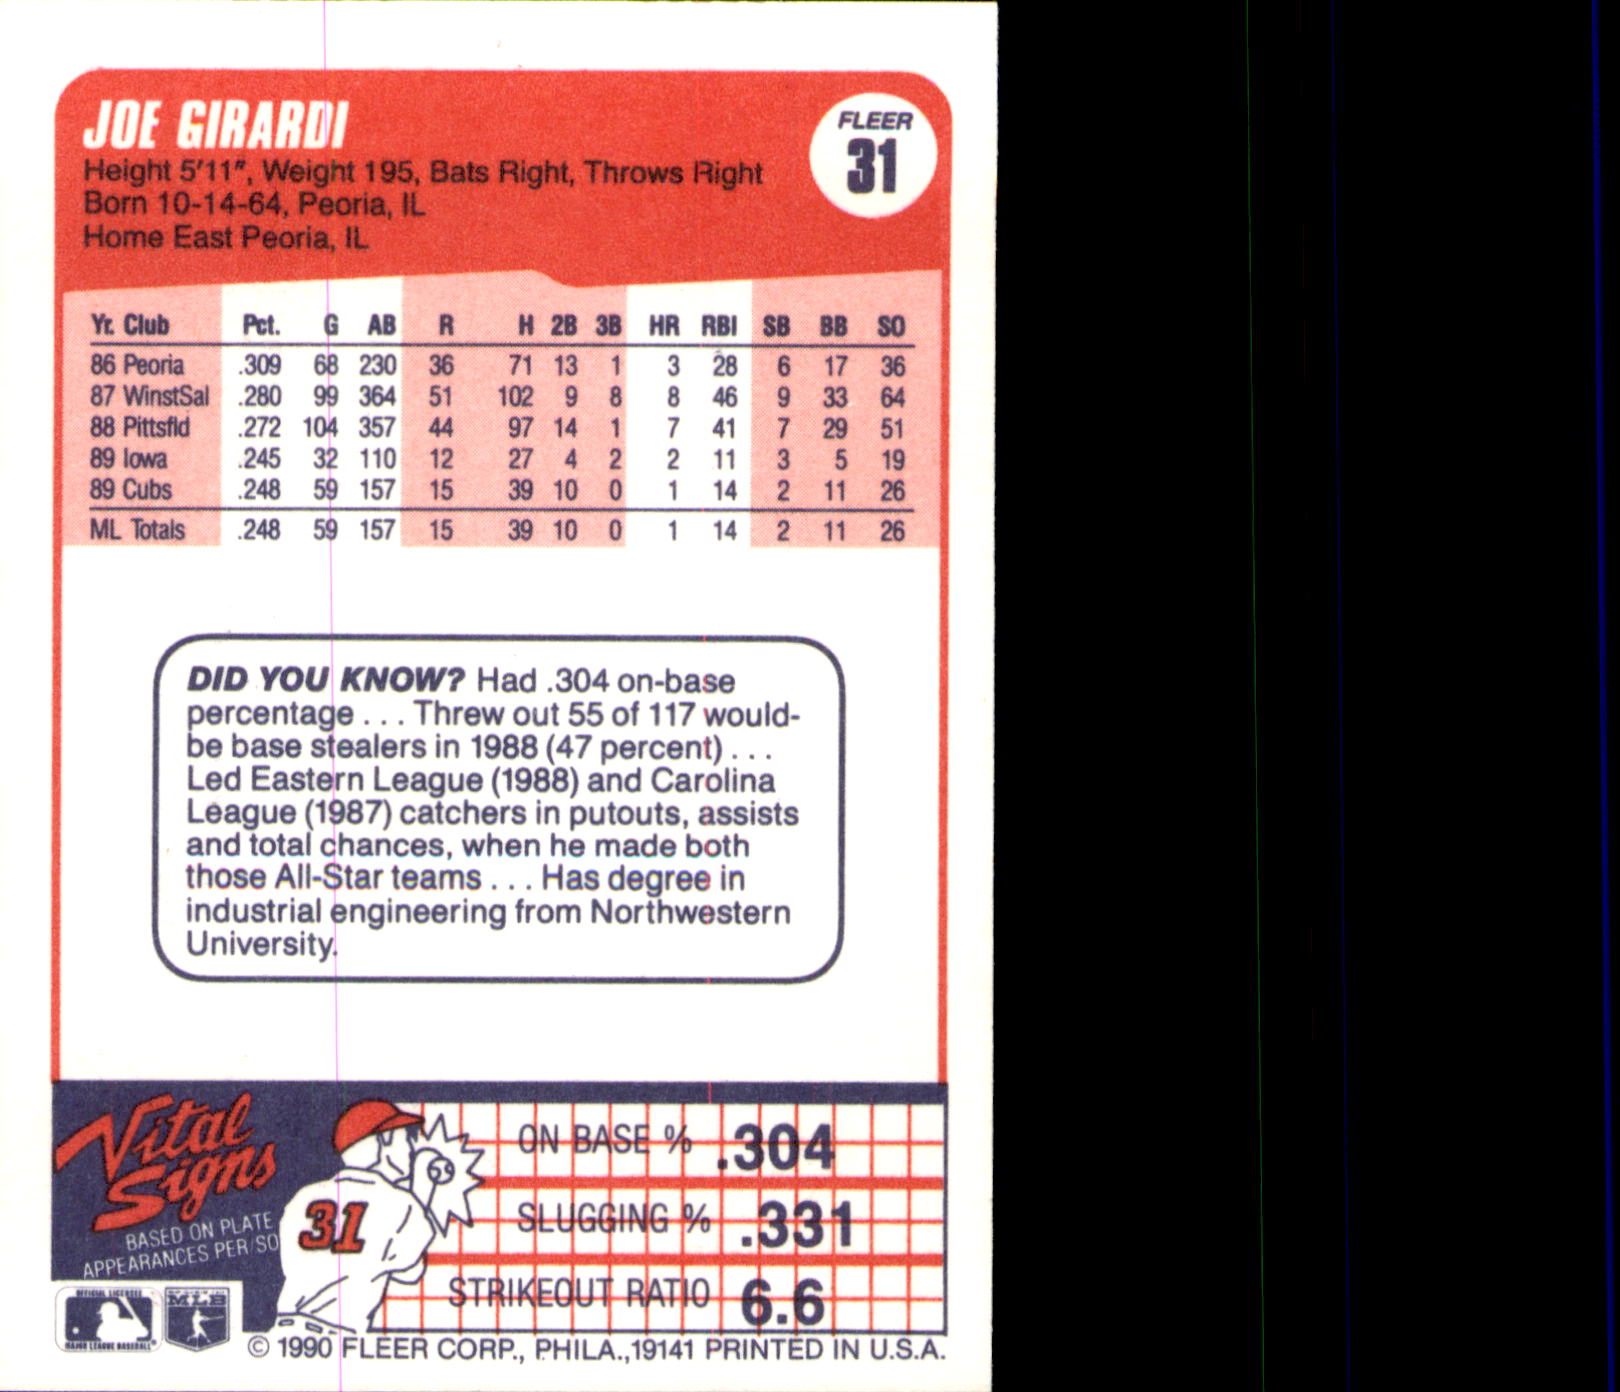 JOE GIRARDI
FLEER
31
Height 5'11", Weight 195, Bats Right, Throws Right
Born 10-14-64, Peoria, IL
Home East Peoria, IL
Yr. Club Pct. G AB R H 2B 3B HR RBI SB BB SO
86 Peoria .309 68 230 36 71 13 1 3 28 6 17 36
87 WinstSal .280 99 364 51 102 9 8 8 46 9 33 64
88 Pittsfld .272 104 357 44 97 14 1 7 41 7 29 51
89 Iowa .245 32 110 12 27 4 2 2 11 3 5 19
89 Cubs .248 59 157 15 39 10 0 1 14 2 11 26
ML Totals .248 59 157 15 39 10 0 1 14 2 11 26
DID YOU KNOW? Had .304 on-base
percentage . . . Threw out 55 of 117 would-
be base stealers in 1988 (47 percent) . . .
Led Eastern League (1988) and Carolina
League (1987) catchers in putouts, assists
and total chances, when he made both
those All-Star teams . . . Has degree in
industrial engineering from Northwestern
University.
Vital
Signs
BASED ON PLATE
APPEARANCES PER/SO
31
ON BASE % .304
SLUGGING % .331
STRIKEOUT RATIO 6.6
OFFICIAL LICENSEE
MAJOR LEAGUE BASEBALL
MLB
© 1990 FLEER CORP., PHILA.,19141 PRINTED IN U.S.A.